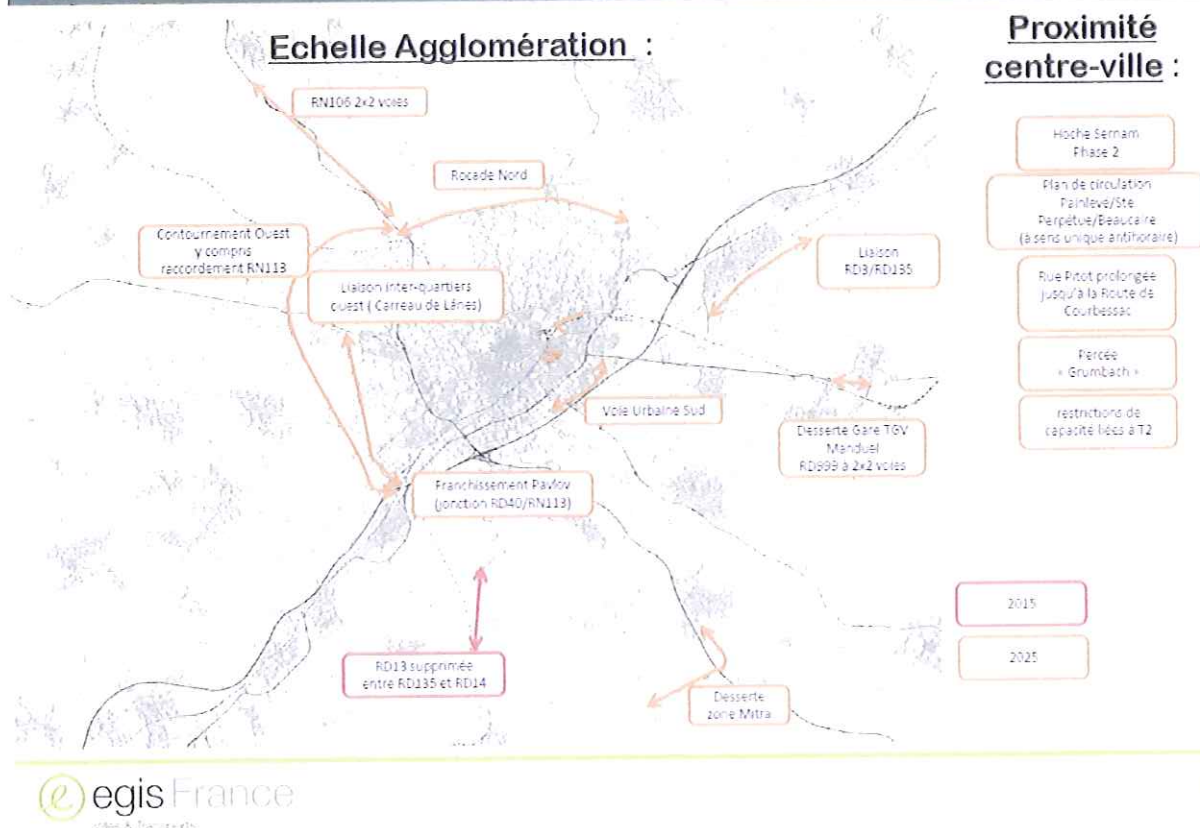 Echelle Agglomération :
Proximité
centre-ville :
RN106 2x2 voies
Rocade Nord
Contournement Ouest
y compris
raccordement RN113
Liaison inter-quartiers
ouest ( Carreau de Lânes)
Liaison
RD3/RD135
Voie Urbaine Sud
Desserte Gare TGV
Manduel
RD999 à 2x2 voies
Franchissement Pavlov
(jonction RD40/RN113)
RD13 supprimée
entre RD135 et RD14
Desserte
zone Mitra
Hoche Sernam
Phase 2
Plan de circulation
Painlevé/Ste
Perpétue/Beaucaire
(à sens unique antihoraire)
Rue Pitot prolongée
jusqu'à la Route de
Courbessac
Percée
« Grumbach »
restrictions de
capacité liées à T2
2015
2025
egis France
Villes & Transports